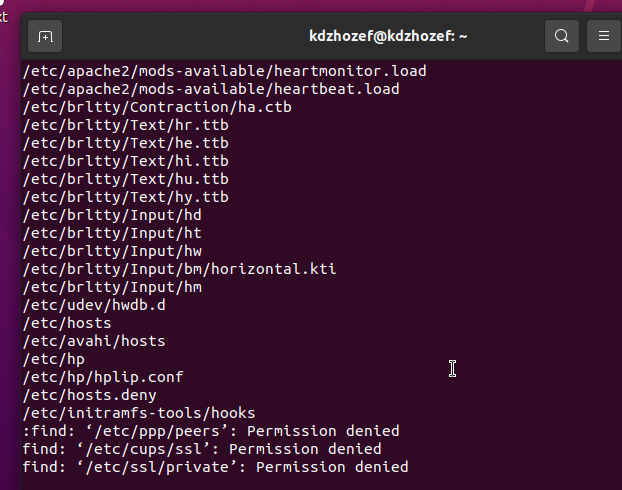 xt
kdzhozef@kdzhozef: ~
/etc/apache2/mods-available/heartmonitor.load
/etc/apache2/mods-available/heartbeat.load
/etc/brltty/Contraction/ha.ctb
/etc/brltty/Text/hr.ttb
/etc/brltty/Text/he.ttb
/etc/brltty/Text/hi.ttb
/etc/brltty/Text/hu.ttb
/etc/brltty/Text/hy.ttb
/etc/brltty/Input/hd
/etc/brltty/Input/ht
/etc/brltty/Input/hw
/etc/brltty/Input/bm/horizontal.kti
/etc/brltty/Input/hm
/etc/udev/hwdb.d
/etc/hosts
/etc/avahi/hosts
/etc/hp
/etc/hp/hplip.conf
/etc/hosts.deny
/etc/initramfs-tools/hooks
:find: ‘/etc/ppp/peers’: Permission denied
find: ‘/etc/cups/ssl’: Permission denied
find: ‘/etc/ssl/private’: Permission denied